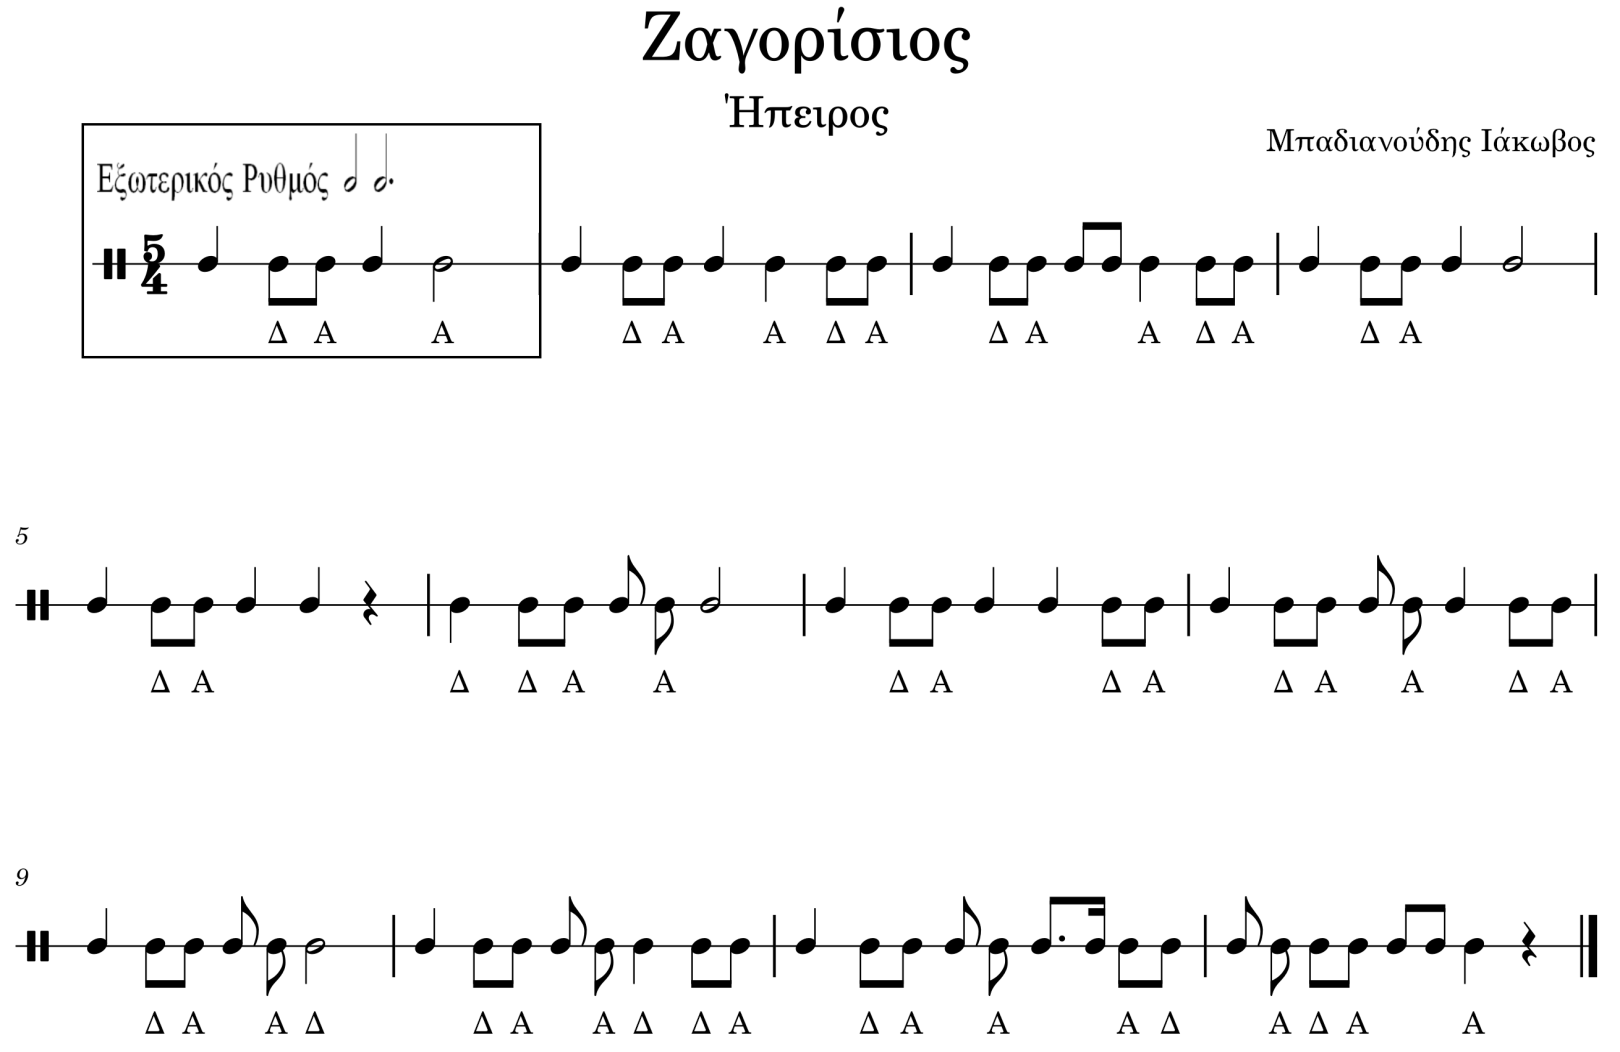 Ζαγορίσιος
Ήπειρος
Μπαδιανούδης Ιάκωβος
Εξωτερικός Ρυθμός
5
4
Δ Α Α Δ Α Α Δ Α Δ Α Α Δ Α Δ Α
5
Δ Α Δ Δ Α Α Δ Α Δ Α Δ Α Α Δ Α
9
Δ Α Α Δ Δ Α Α Δ Δ Α Δ Α Α Α Δ Α Δ Α Α